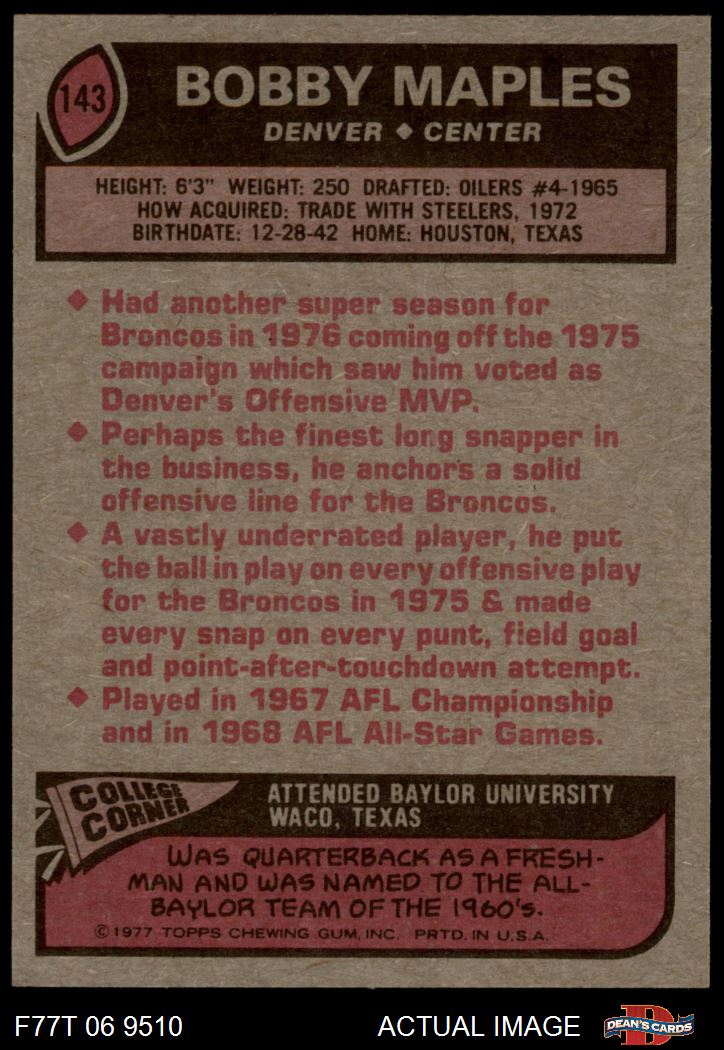 143
BOBBY MAPLES
DENVER ◆ CENTER
HEIGHT: 6'3" WEIGHT: 250 DRAFTED: OILERS #4-1965
HOW ACQUIRED: TRADE WITH STEELERS, 1972
BIRTHDATE: 12-28-42 HOME: HOUSTON, TEXAS
◆ Had another super season for
Broncos in 1976 coming off the 1975
campaign which saw him voted as
Denver's Offensive MVP.
◆ Perhaps the finest long snapper in
the business, he anchors a solid
offensive line for the Broncos.
◆ A vastly underrated player, he put
the ball in play on every offensive play
for the Broncos in 1975 & made
every snap on every punt, field goal
and point-after-touchdown attempt.
◆ Played in 1967 AFL Championship
and in 1968 AFL All-Star Games.
COLLEGE
CORNER
ATTENDED BAYLOR UNIVERSITY
WACO, TEXAS
WAS QUARTERBACK AS A FRESH-
MAN AND WAS NAMED TO THE ALL-
BAYLOR TEAM OF THE 1960's.
©1977 TOPPS CHEWING GUM, INC. PRTD. IN U.S.A.
F77T 06 9510
ACTUAL IMAGE
D
DEAN'S CARDS